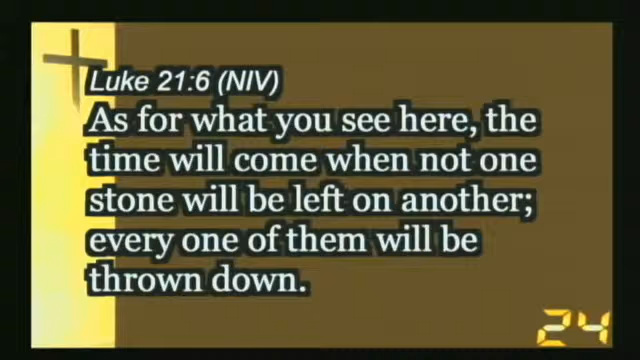 Luke 21:6 (NIV)
As for what you see here, the
time will come when not one
stone will be left on another;
every one of them will be
thrown down.
24